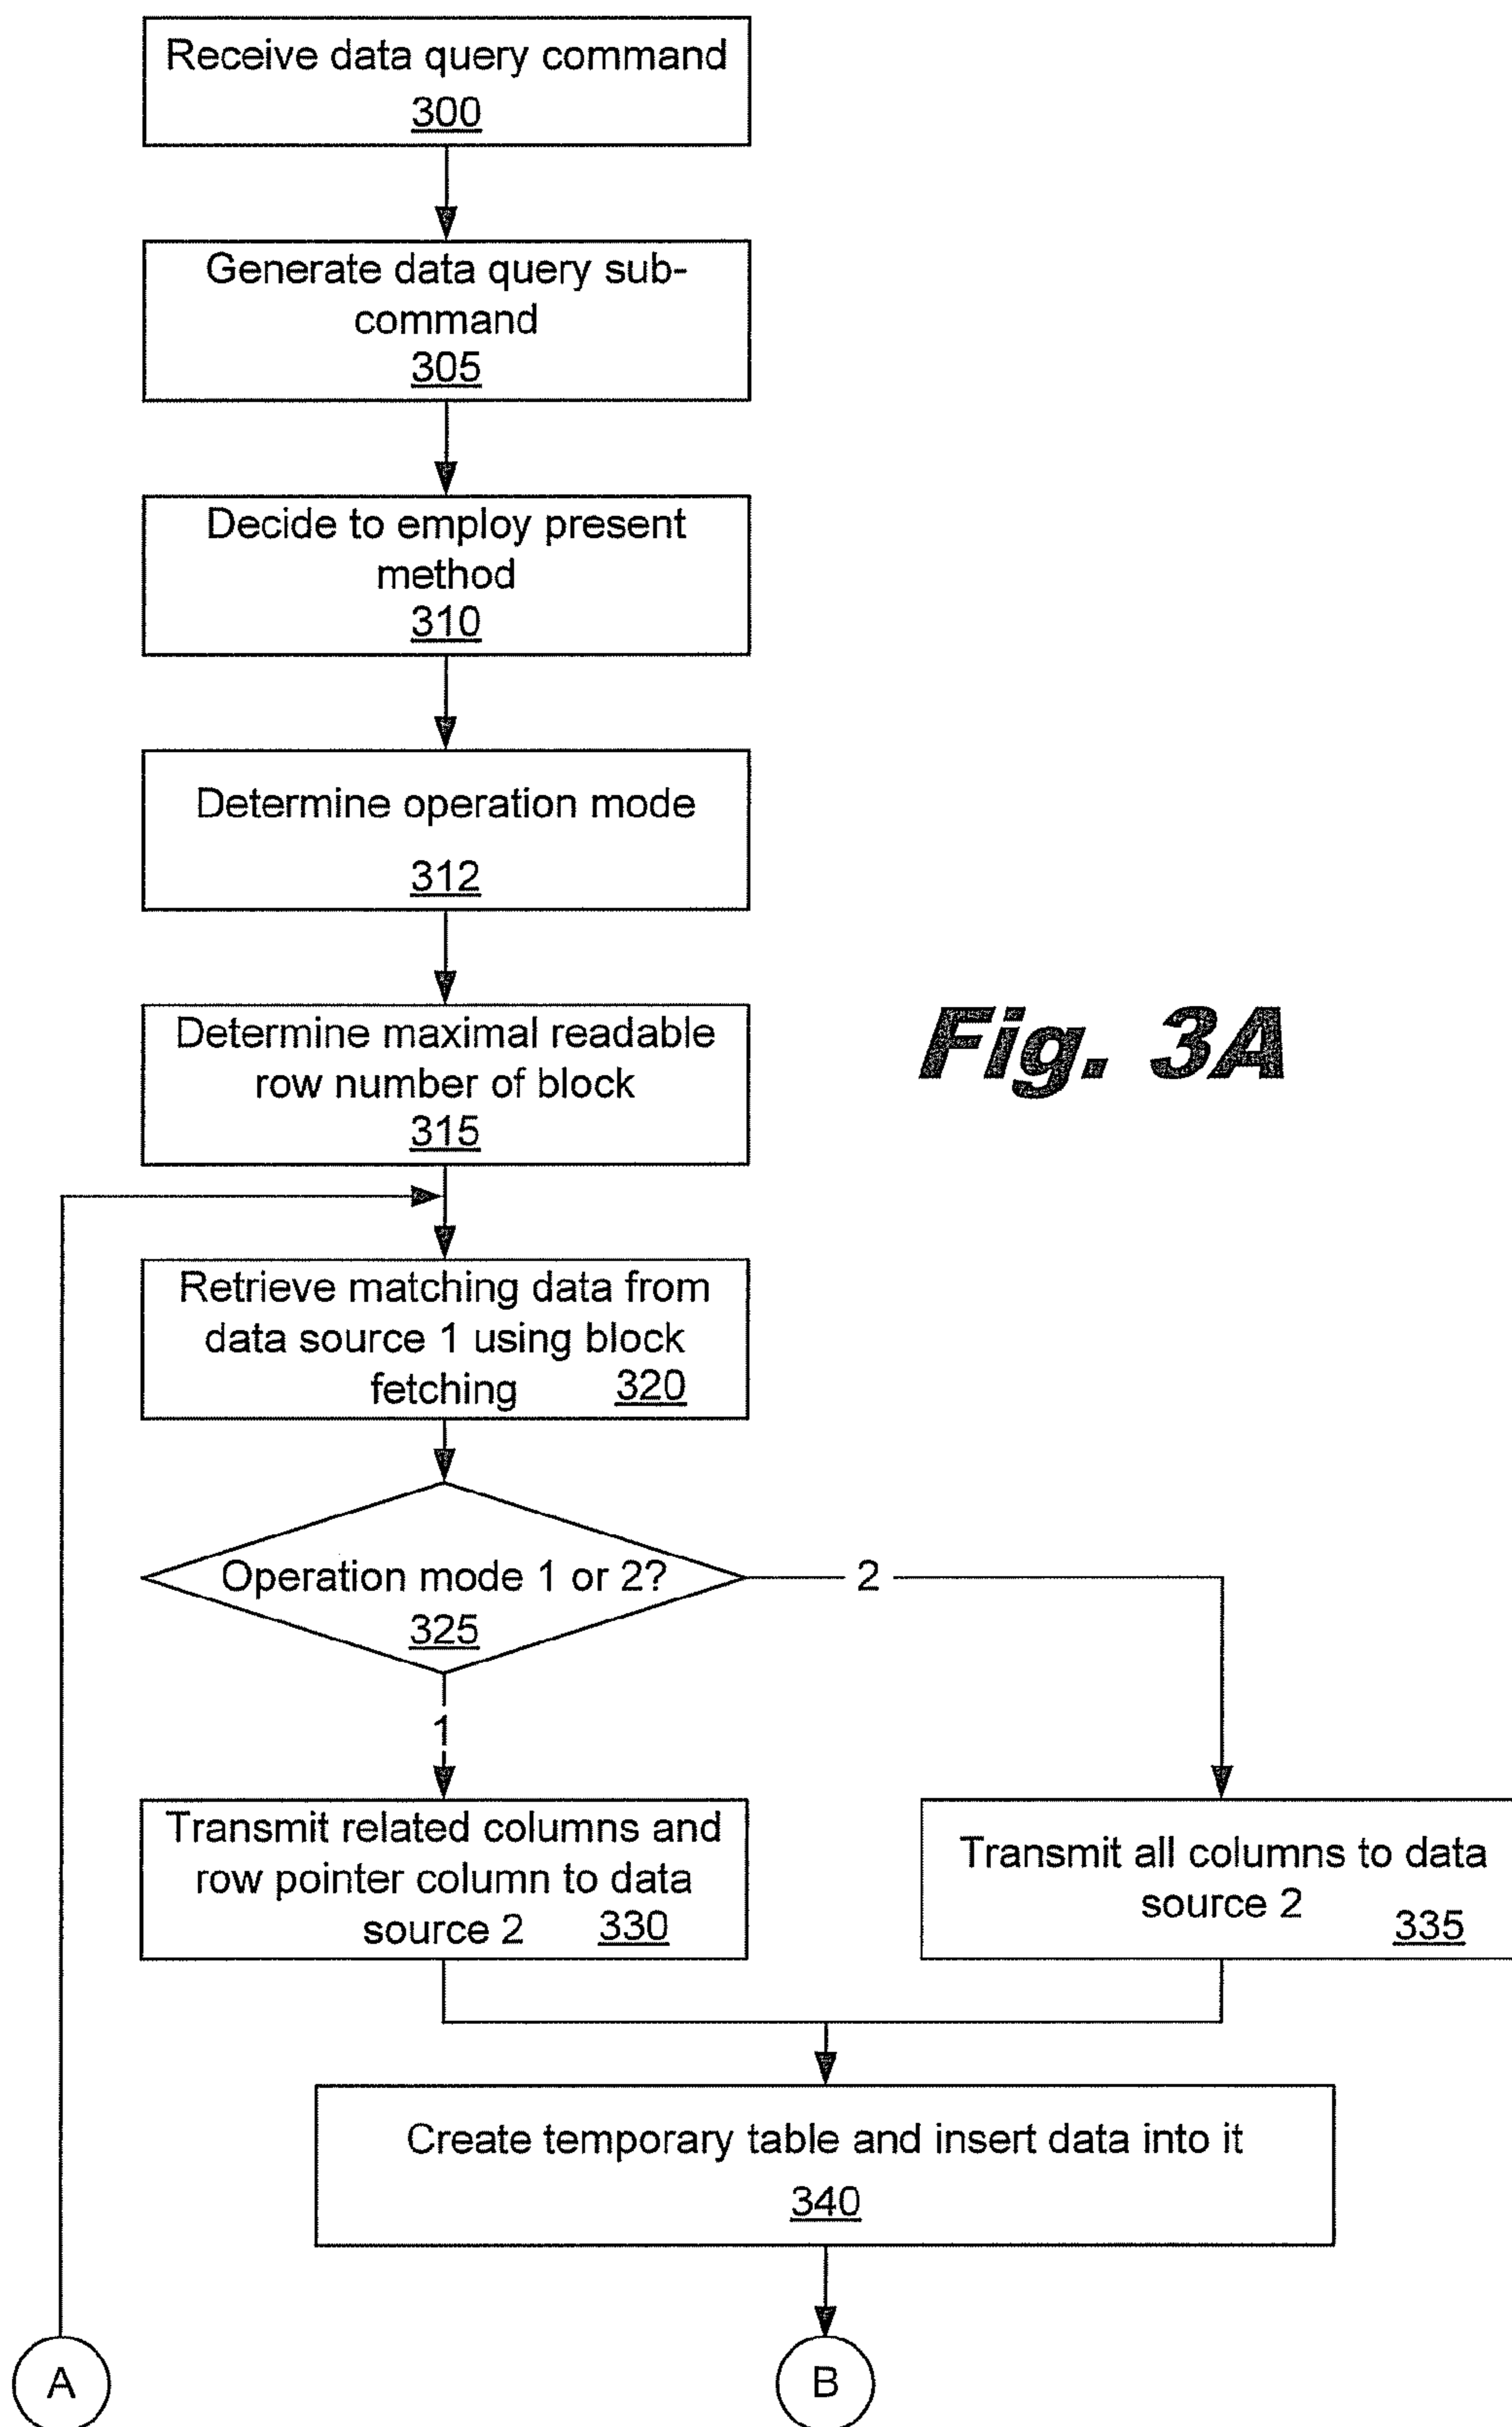 Receive data query command
300
Generate data query sub-
command
305
Decide to employ present
method
310
Determine operation mode
312
Determine maximal readable
row number of block
315
Fig. 3A
Retrieve matching data from
data source 1 using block
fetching 320
Operation mode 1 or 2?
325
2
1
Transmit related columns and
row pointer column to data
source 2 330
Transmit all columns to data
source 2 335
Create temporary table and insert data into it
340
A
B